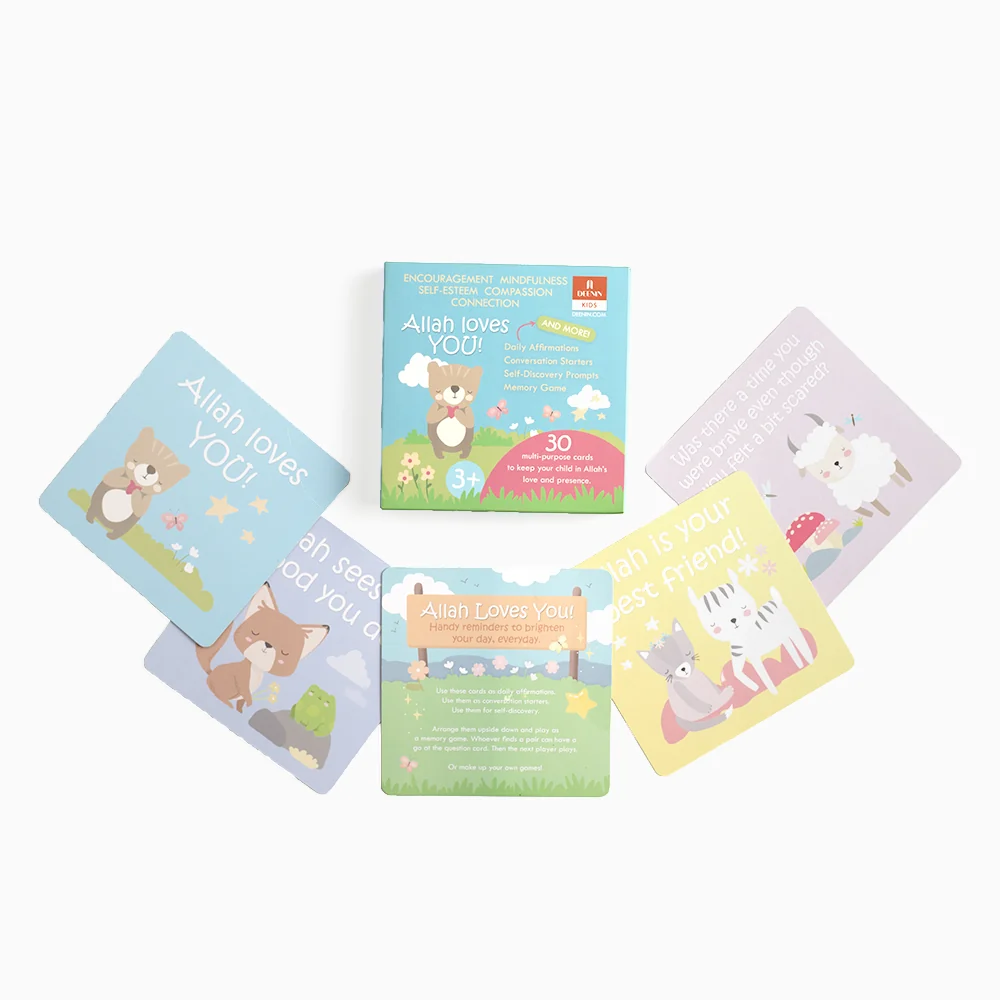 ENCOURAGEMENT MINDFULNESS
SELF-ESTEEM COMPASSION
CONNECTION
DEENIN
KIDS
DEENIN.COM
Allah loves
YOU!
AND MORE!
Daily Affirmations
Conversation Starters
Self-Discovery Prompts
Memory Game
30
multi-purpose cards
to keep your child in Allah's
love and presence.
3+
Allah loves
YOU!
ah sees
od you d
Allah Loves You!
Handy reminders to brighten
your day, everyday.
Use these cards as daily affirmations.
Use them as conversation starters.
Use them for self-discovery.
Arrange them upside down and play as
a memory game. Whoever finds a pair can have a
go at the question card. Then the next player plays.
Or make up your own games!
llah is your
best friend!
Was there a time you
were brave even though
you felt a bit scared?